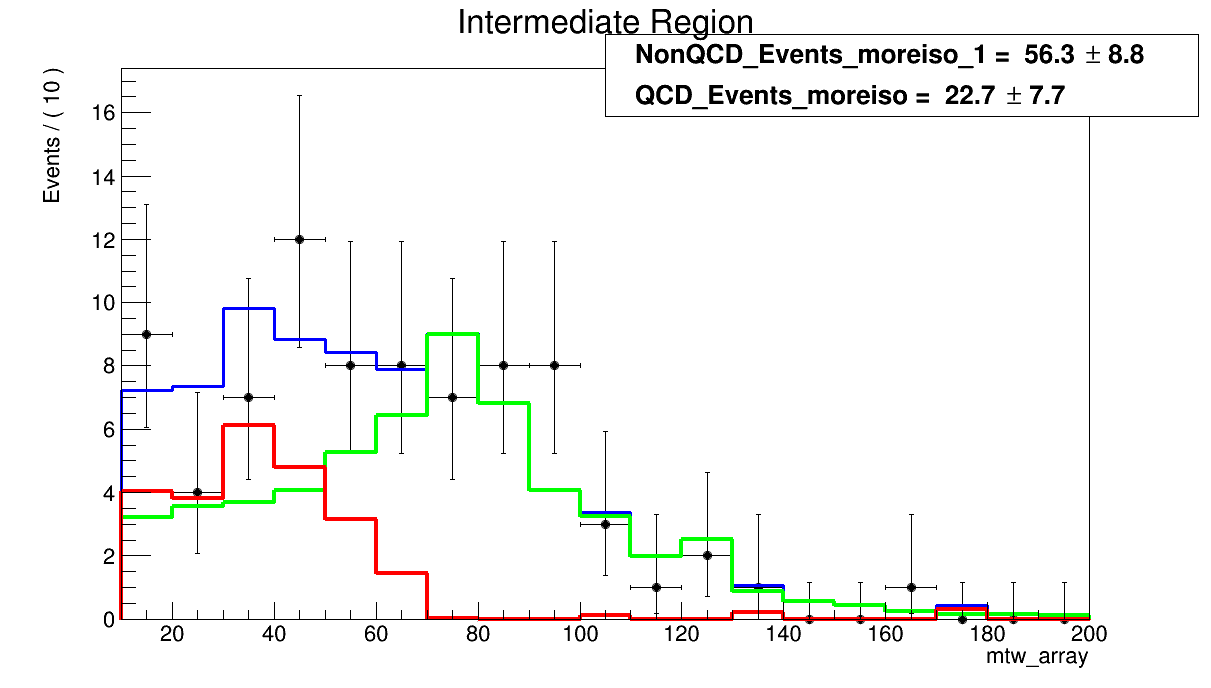 Intermediate Region
NonQCD_Events_moreiso_1 = 56.3 ± 8.8
QCD_Events_moreiso = 22.7 ± 7.7
Events / ( 10 )
16
14
12
10
8
6
4
2
0
20 40 60 80 100 120 140 160 180 200
mtw_array